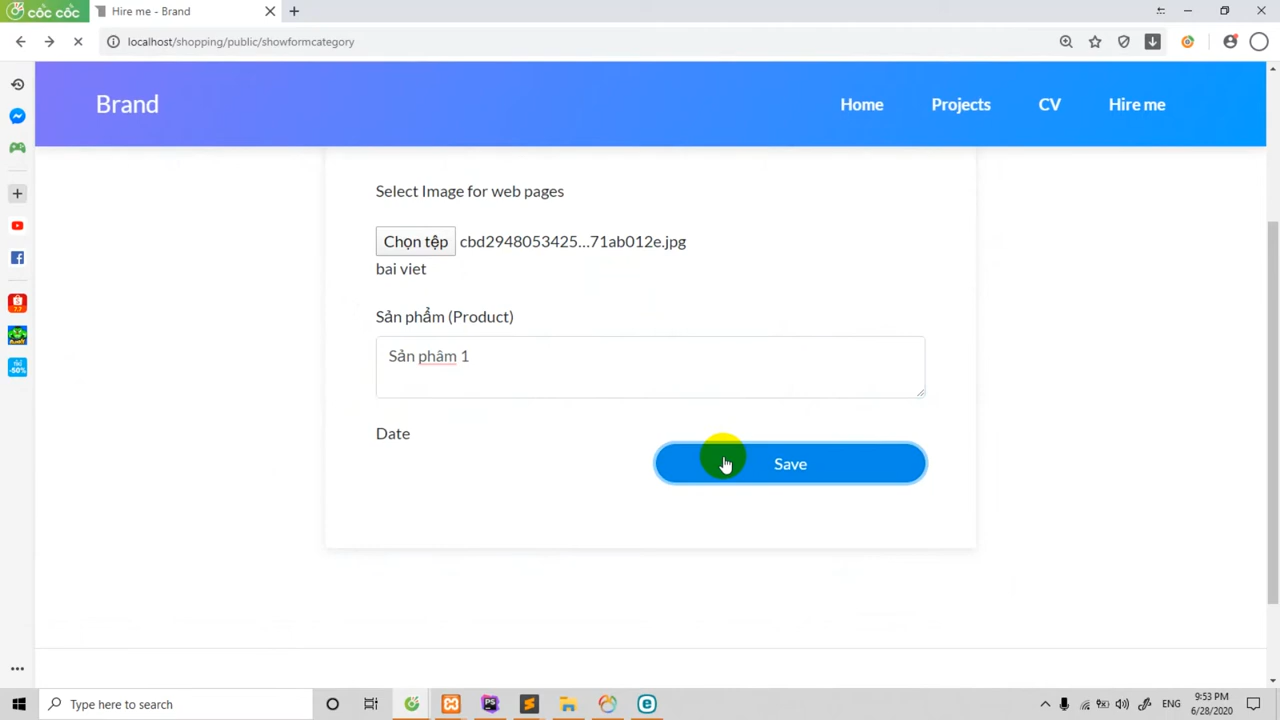 cốc cốc
Hire me - Brand
localhost/shopping/public/showformcategory
Brand
Home
Projects
CV
Hire me
Select Image for web pages
Chọn tệp
cbd2948053425...71ab012e.jpg
bai viet
Sản phẩm (Product)
Sản phâm 1
Date
Save
Type here to search
ENG
9:53 PM
6/28/2020